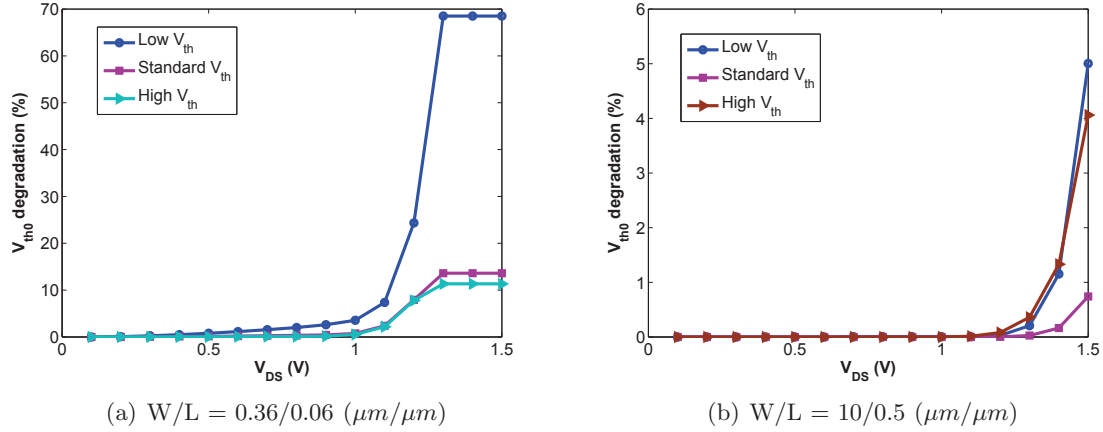 70
60
50
40
30
20
10
0
0
0.5
1
1.5
V_th0 degradation (%)
V_DS (V)
Low V_th
Standard V_th
High V_th
(a) W/L = 0.36/0.06 (μm/μm)
6
5
4
3
2
1
0
0
0.5
1
1.5
V_th0 degradation (%)
V_DS (V)
Low V_th
Standard V_th
High V_th
(b) W/L = 10/0.5 (μm/μm)